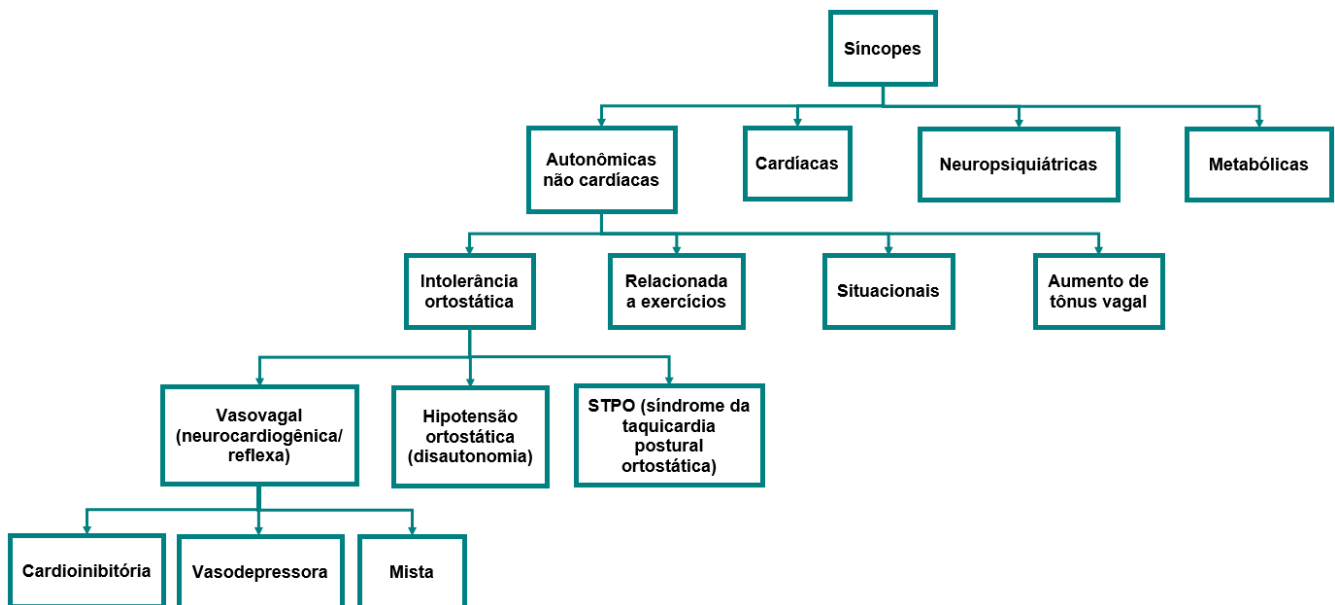 Síncopes
Autonômicas
não cardíacas
Cardíacas
Neuropsiquiátricas
Metabólicas
Intolerância
ortostática
Relacionada
a exercícios
Situacionais
Aumento de
tônus vagal
Vasovagal
(neurocardiogênica/
reflexa)
Hipotensão
ortostática
(disautonomia)
STPO (síndrome da
taquicardia
postural
ortostática)
Cardioinibitória
Vasodepressora
Mista